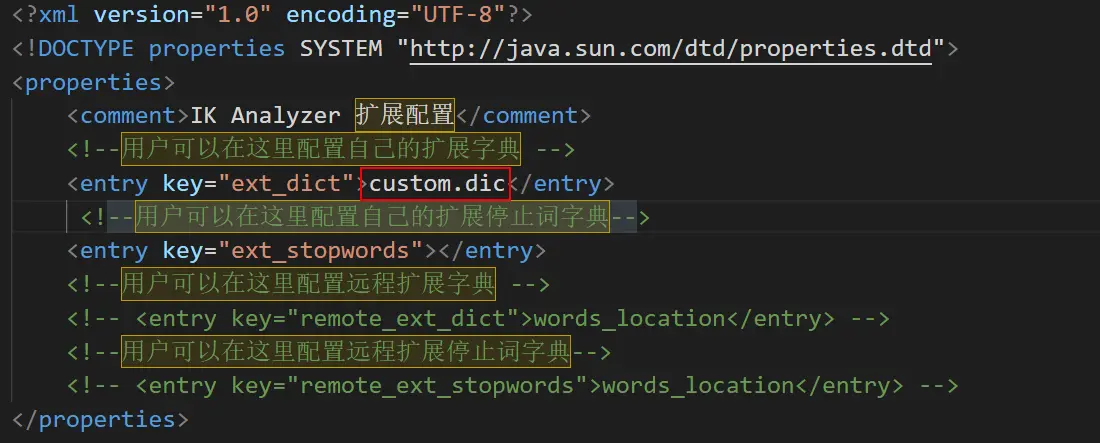 <?xml version="1.0" encoding="UTF-8"?>
<!DOCTYPE properties SYSTEM "http://java.sun.com/dtd/properties.dtd">
<properties>
    <comment>IK Analyzer 扩展配置</comment>
    <!--用户可以在这里配置自己的扩展字典 -->
    <entry key="ext_dict">custom.dic</entry>
     <!--用户可以在这里配置自己的扩展停止词字典-->
    <entry key="ext_stopwords"></entry>
    <!--用户可以在这里配置远程扩展字典 -->
    <!-- <entry key="remote_ext_dict">words_location</entry> -->
    <!--用户可以在这里配置远程扩展停止词字典-->
    <!-- <entry key="remote_ext_stopwords">words_location</entry> -->
</properties>